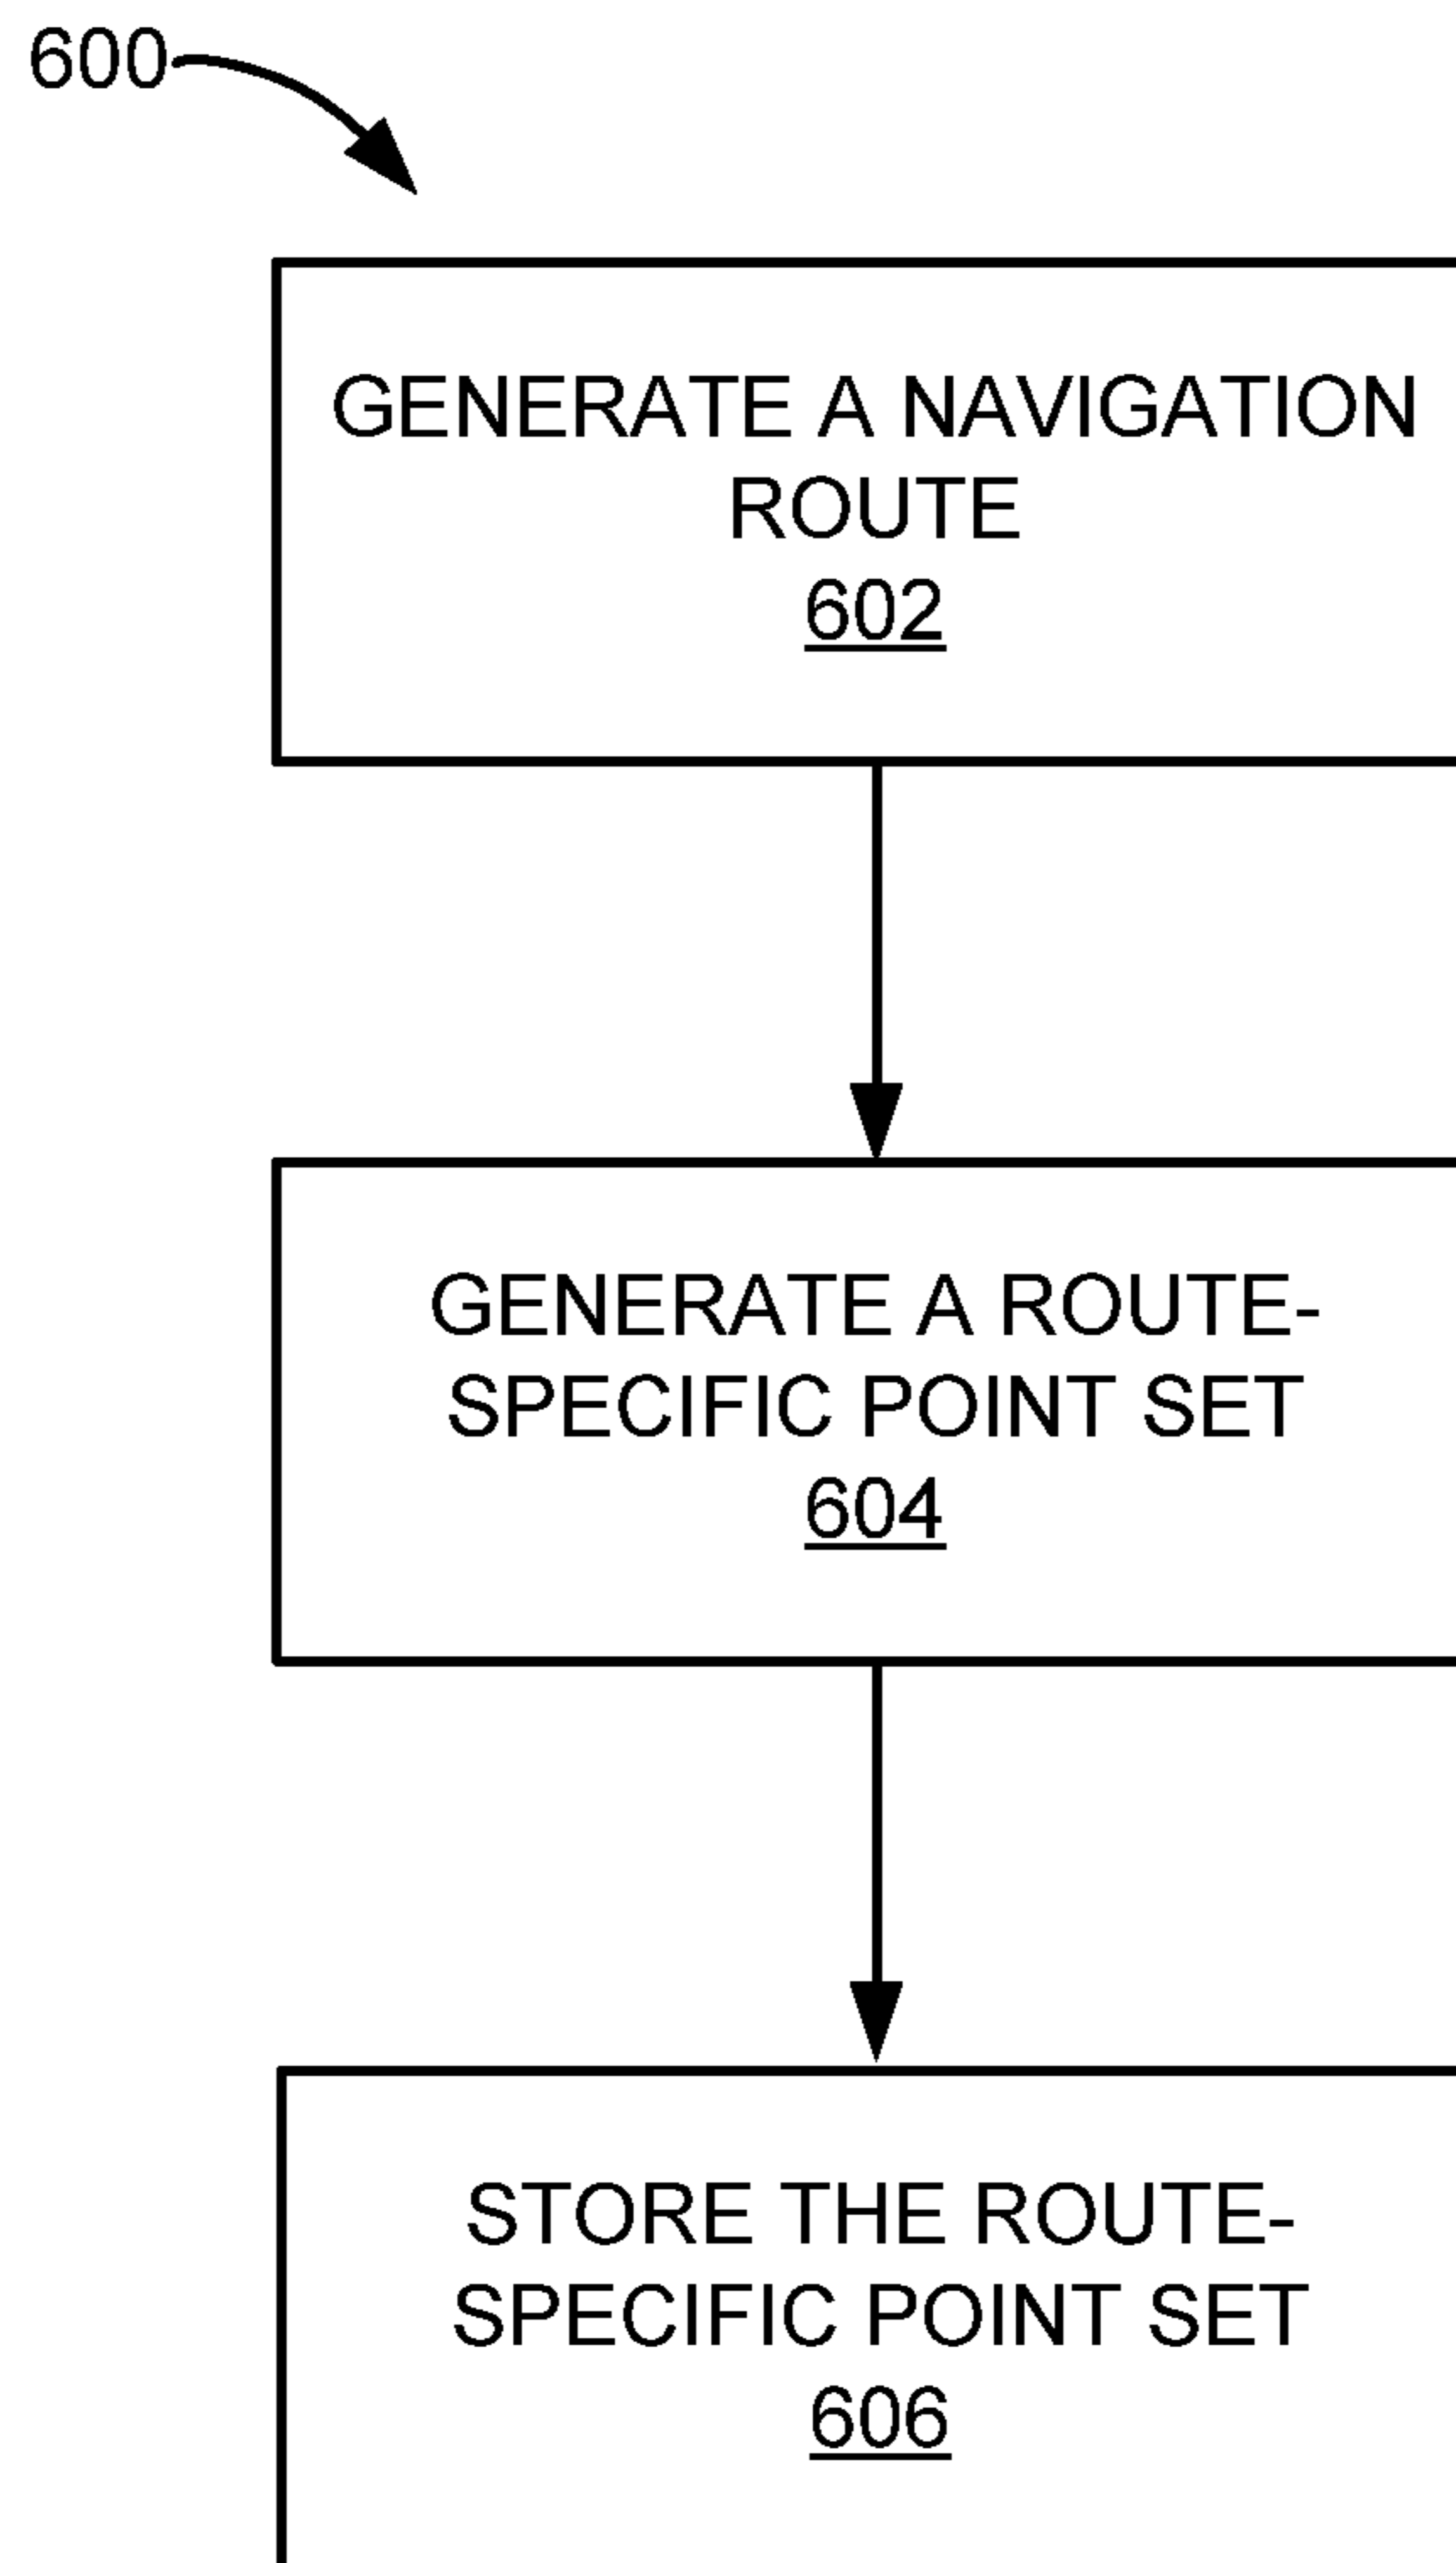 600
GENERATE A NAVIGATION
ROUTE
602
GENERATE A ROUTE-
SPECIFIC POINT SET
604
STORE THE ROUTE-
SPECIFIC POINT SET
606